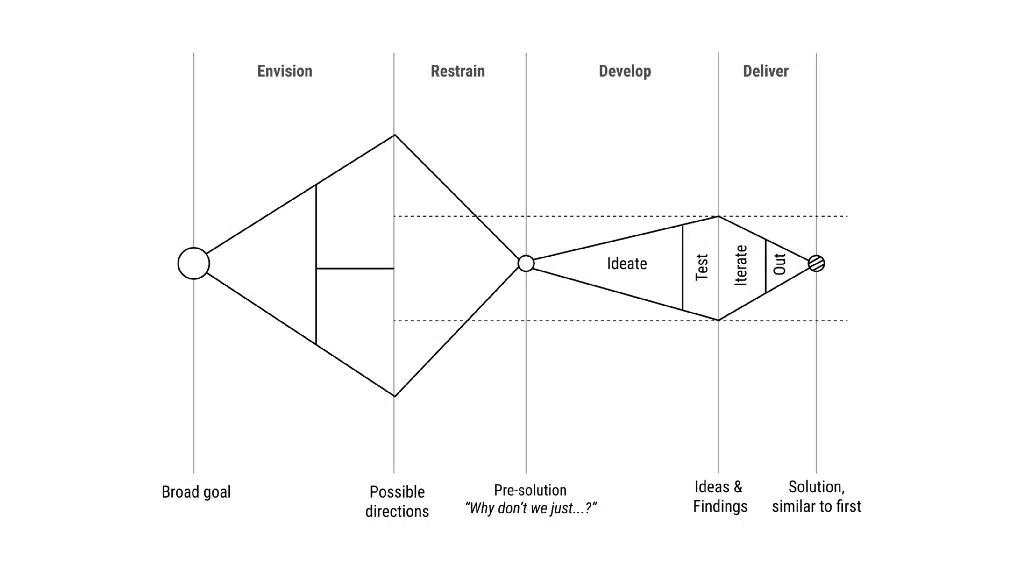 Envision
Restrain
Develop
Deliver
Ideate
Test
Iterate
Out
Broad goal
Possible
directions
Pre-solution
“Why don’t we just...?”
Ideas &
Findings
Solution,
similar to first